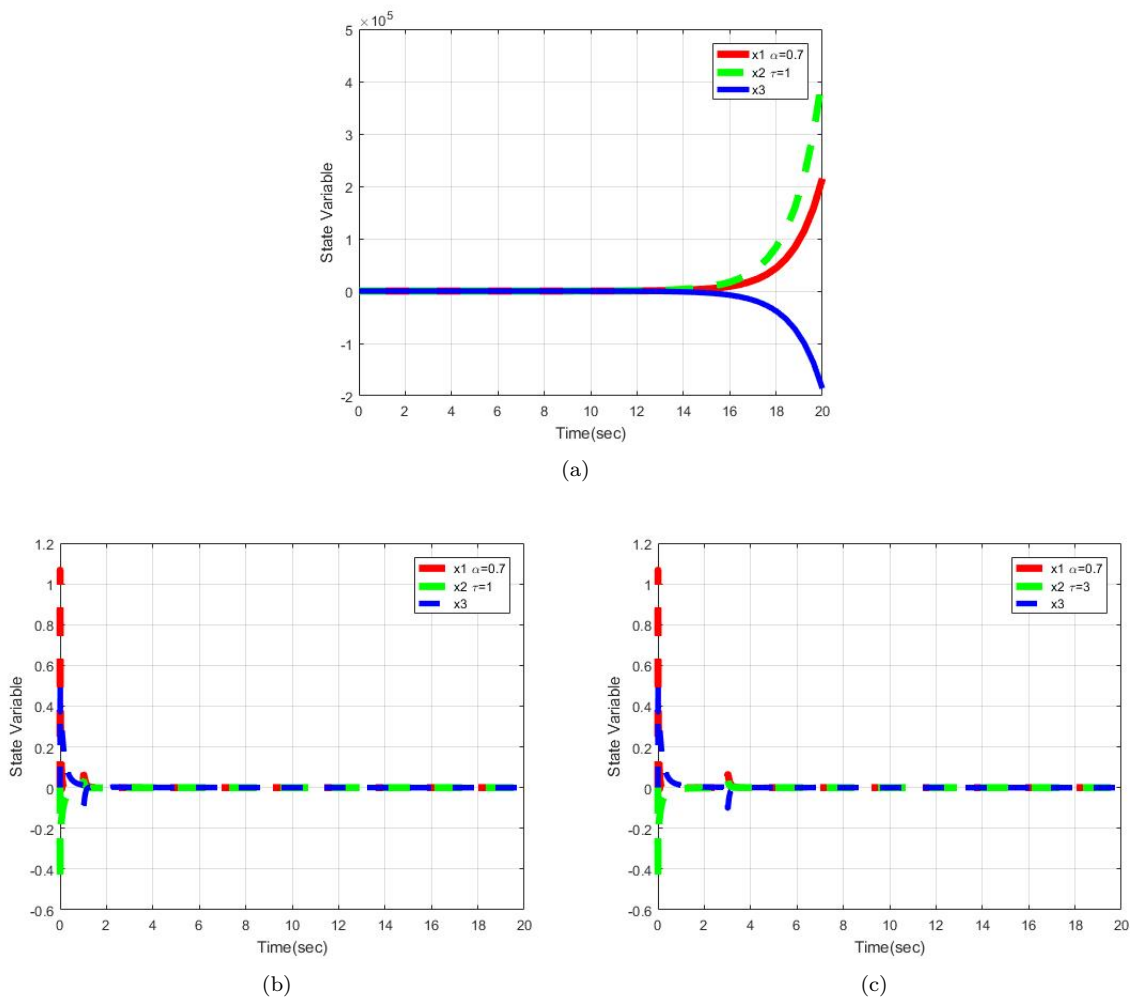 ×10^5
5
4
3
2
1
0
-1
-2
State Variable
x1 α=0.7
x2 τ=1
x3
0 2 4 6 8 10 12 14 16 18 20
Time(sec)
(a)
1.2
1
0.8
0.6
0.4
0.2
0
-0.2
-0.4
-0.6
State Variable
x1 α=0.7
x2 τ=1
x3
0 2 4 6 8 10 12 14 16 18 20
Time(sec)
(b)
1.2
1
0.8
0.6
0.4
0.2
0
-0.2
-0.4
-0.6
State Variable
x1 α=0.7
x2 τ=3
x3
0 2 4 6 8 10 12 14 16 18 20
Time(sec)
(c)